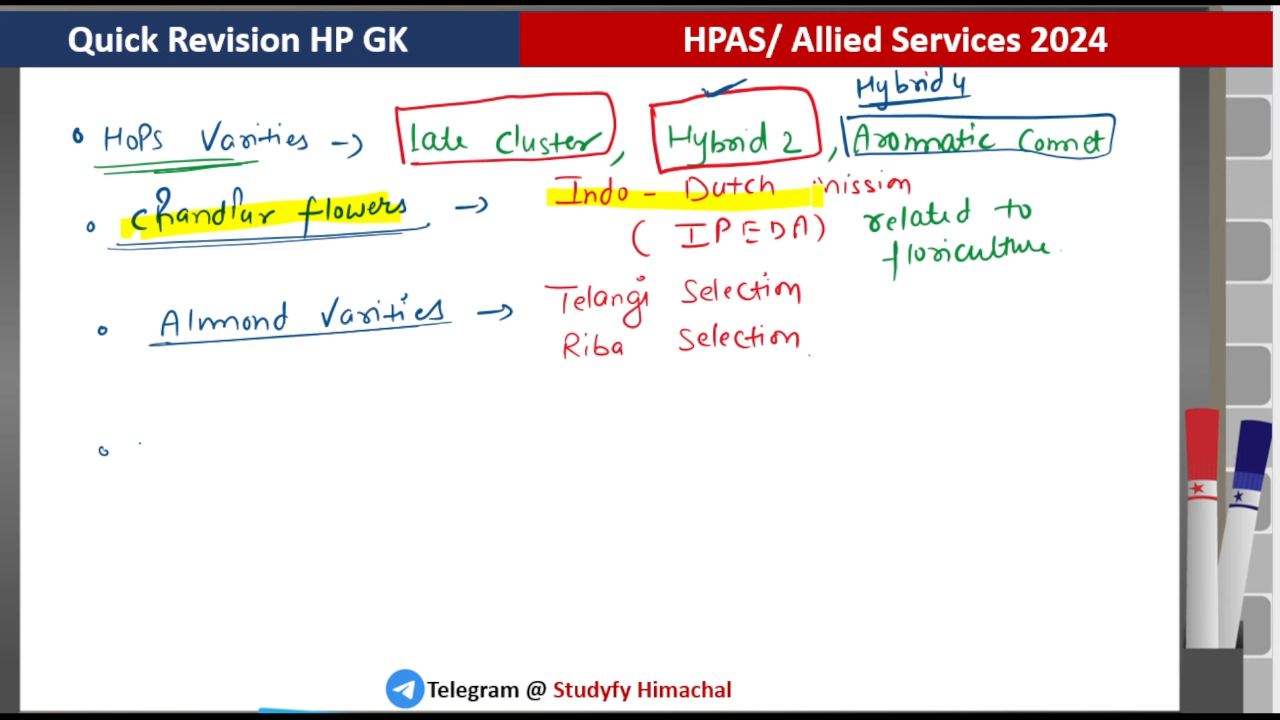 Quick Revision HP GK HPAS/ Allied Services 2024
Hybrid 4
HoPs Varities -> Late Cluster, Hybrid 2, Aromatic Comet
Chandpur flowers -> Indo - Dutch mission
(IPEDA) related to
floriculture
Almond Varities -> Telangi Selection
Riba Selection
Telegram @ Studyfy Himachal